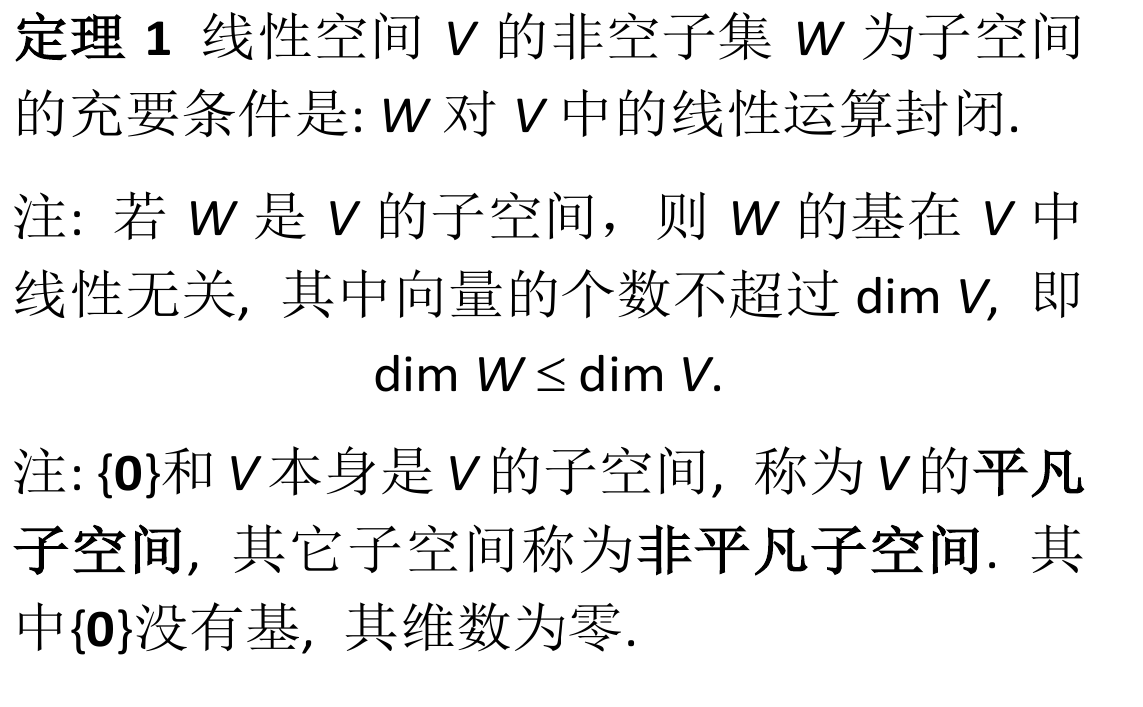 定理 1 线性空间 V 的非空子集 W 为子空间
的充要条件是: W 对 V 中的线性运算封闭.
注: 若 W 是 V 的子空间，则 W 的基在 V 中
线性无关, 其中向量的个数不超过 dim V, 即
dim W ≤ dim V.
注: {0}和 V 本身是 V 的子空间, 称为 V 的平凡
子空间, 其它子空间称为非平凡子空间. 其
中{0}没有基, 其维数为零.